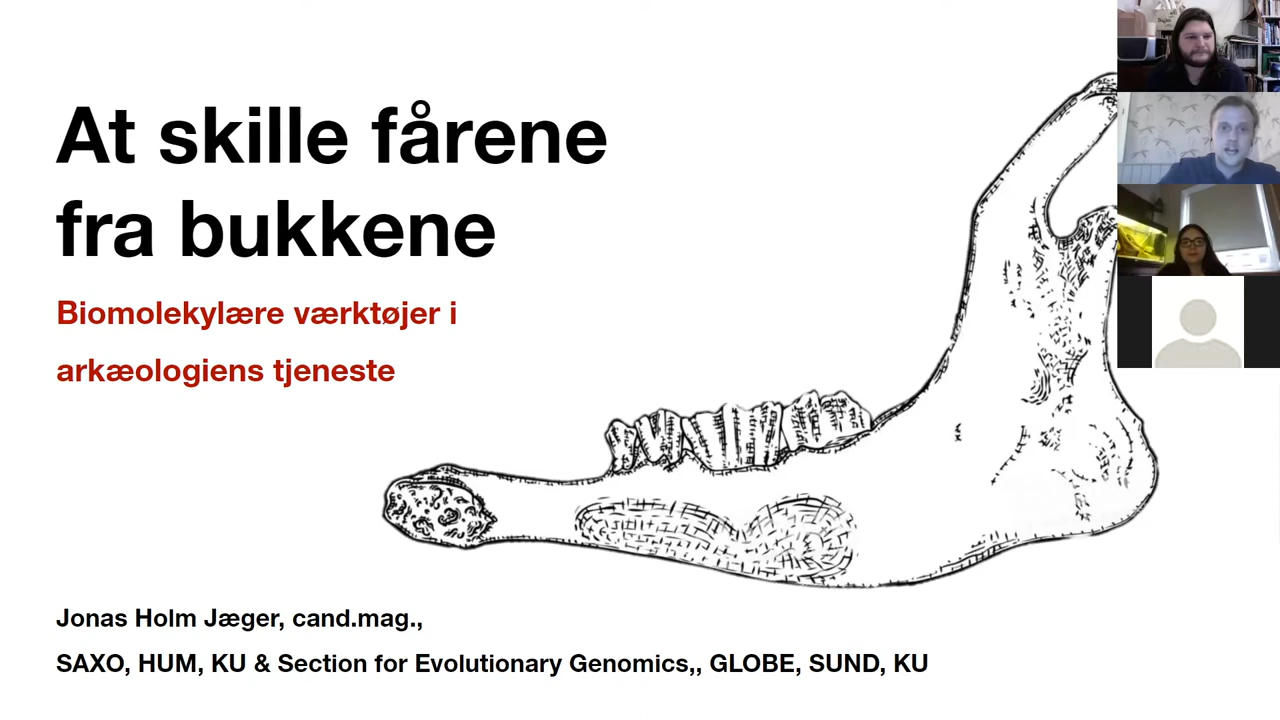 At skille fårene
fra bukkene
Biomolekylære værktøjer i
arkæologiens tjeneste
Jonas Holm Jæger, cand.mag.,
SAXO, HUM, KU & Section for Evolutionary Genomics,, GLOBE, SUND, KU